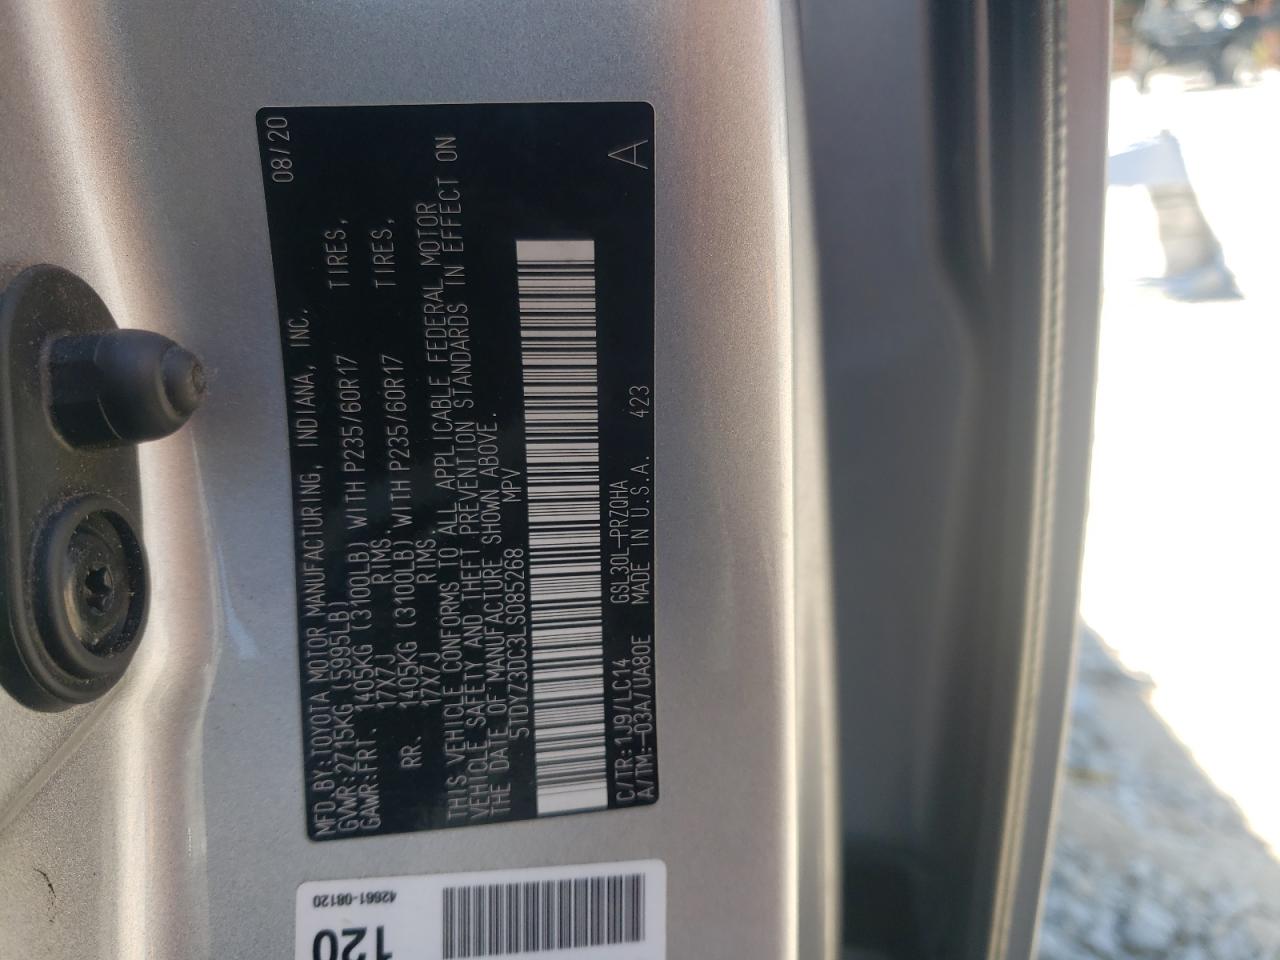 MFD.BY:TOYOTA MOTOR MANUFACTURING, INDIANA, INC. 08/20
GVWR:2715KG (5995LB)
GAWR:FRT. 1405KG (3100LB) WITH P235/60R17 TIRES,
17X7J RIMS.
RR. 1405KG (3100LB) WITH P235/60R17 TIRES,
17X7J RIMS.
THIS VEHICLE CONFORMS TO ALL APPLICABLE FEDERAL MOTOR
VEHICLE SAFETY AND THEFT PREVENTION STANDARDS IN EFFECT ON
THE DATE OF MANUFACTURE SHOWN ABOVE.
5TDYZ3DC3LS085268 MPV
C/TR:1J9/LC14 GSL30L-PRZQHA A
A/TM:-03A/UA80E MADE IN U.S.A. 423
42661-08120
120